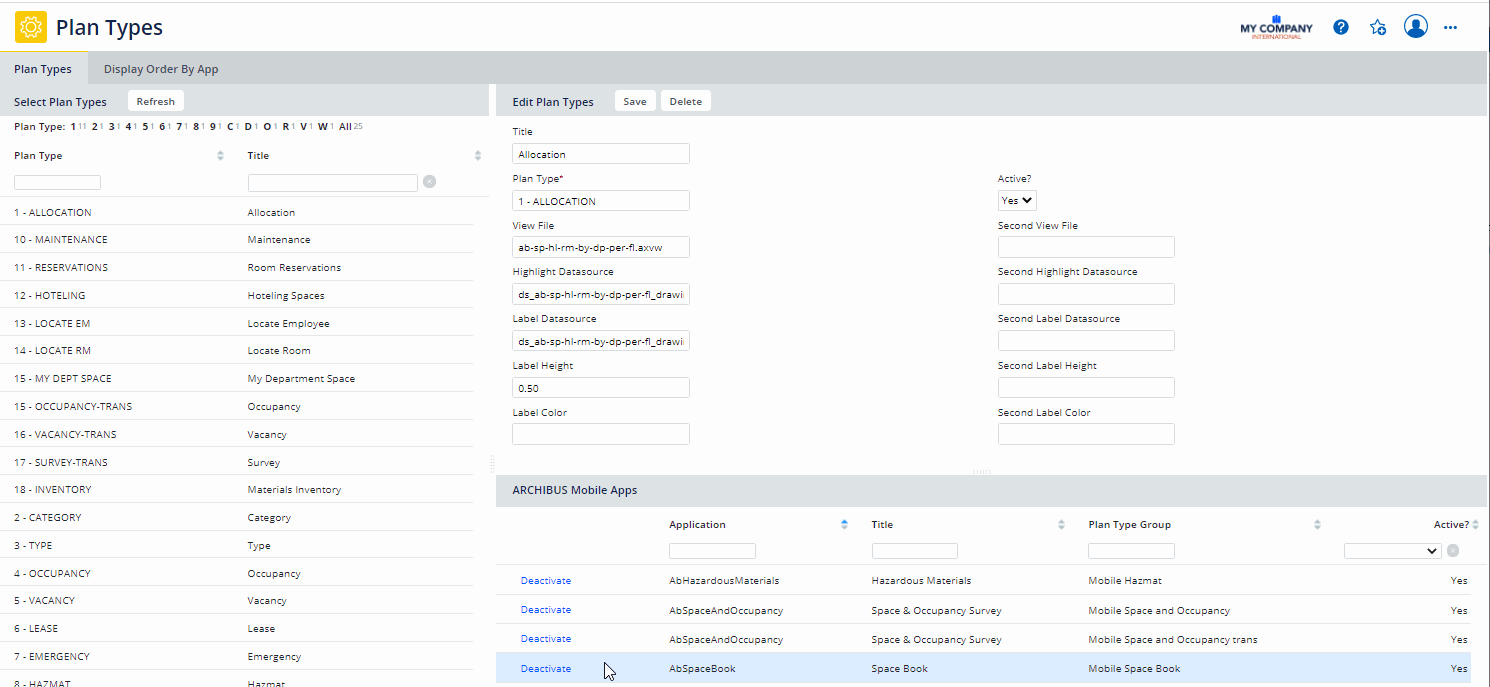 Plan Types
MY COMPANY
INTERNATIONAL
Plan Types Display Order By App
Select Plan Types Refresh
Plan Type: 1 11 2 1 3 1 4 1 5 1 6 1 7 1 8 1 9 1 C 1 D 1 O 1 R 1 V 1 W 1 All 25
Plan Type Title
1 - ALLOCATION Allocation
10 - MAINTENANCE Maintenance
11 - RESERVATIONS Room Reservations
12 - HOTELING Hoteling Spaces
13 - LOCATE EM Locate Employee
14 - LOCATE RM Locate Room
15 - MY DEPT SPACE My Department Space
15 - OCCUPANCY-TRANS Occupancy
16 - VACANCY-TRANS Vacancy
17 - SURVEY-TRANS Survey
18 - INVENTORY Materials Inventory
2 - CATEGORY Category
3 - TYPE Type
4 - OCCUPANCY Occupancy
5 - VACANCY Vacancy
6 - LEASE Lease
7 - EMERGENCY Emergency
8 - HAZMAT Hazmat
Edit Plan Types Save Delete
Title
Allocation
Plan Type* Active?
1 - ALLOCATION Yes
View File Second View File
ab-sp-hl-rm-by-dp-per-fl.axvw
Highlight Datasource Second Highlight Datasource
ds_ab-sp-hl-rm-by-dp-per-fl_drawi
Label Datasource Second Label Datasource
ds_ab-sp-hl-rm-by-dp-per-fl_drawi
Label Height Second Label Height
0.50
Label Color Second Label Color
ARCHIBUS Mobile Apps
Application Title Plan Type Group Active?
Deactivate AbHazardousMaterials Hazardous Materials Mobile Hazmat Yes
Deactivate AbSpaceAndOccupancy Space & Occupancy Survey Mobile Space and Occupancy Yes
Deactivate AbSpaceAndOccupancy Space & Occupancy Survey Mobile Space and Occupancy trans Yes
Deactivate AbSpaceBook Space Book Mobile Space Book Yes